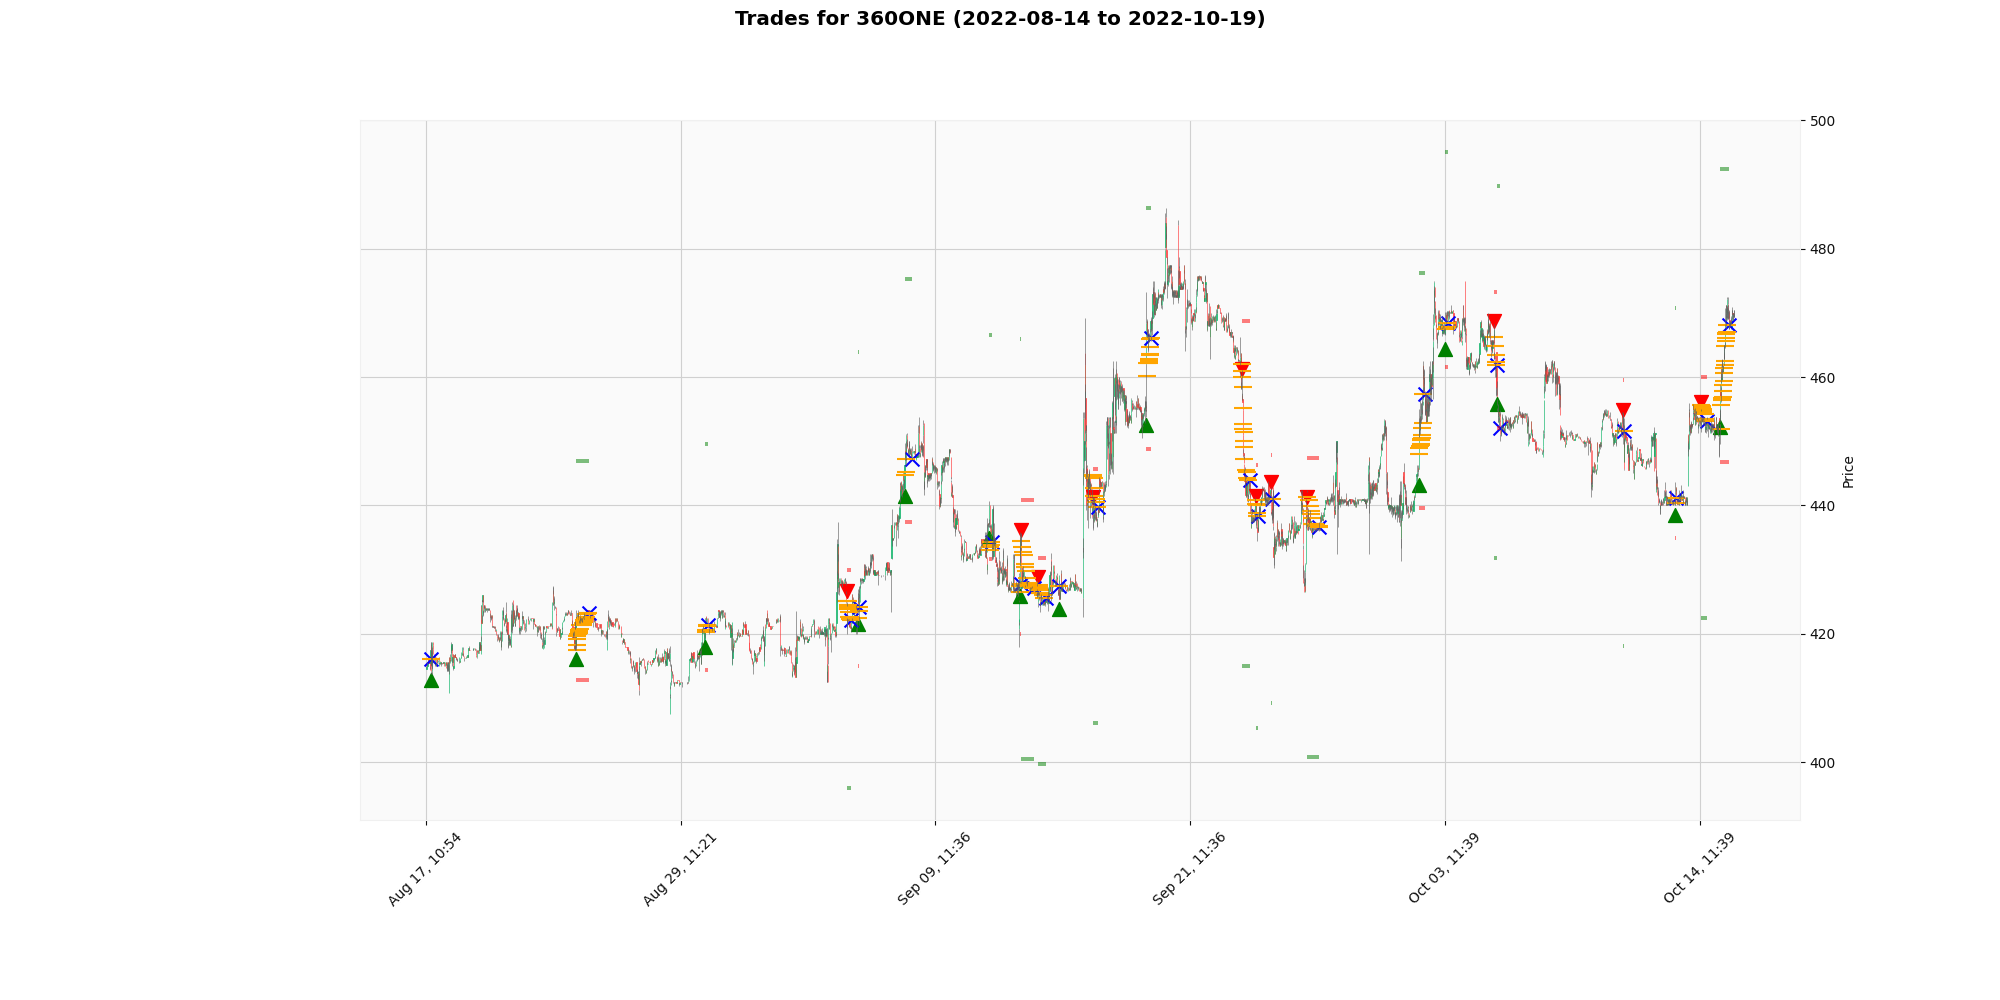 Trades for 360ONE (2022-08-14 to 2022-10-19)
500
480
460
440
420
400
Price
Aug 17, 10:54
Aug 29, 11:21
Sep 09, 11:36
Sep 21, 11:36
Oct 03, 11:39
Oct 14, 11:39